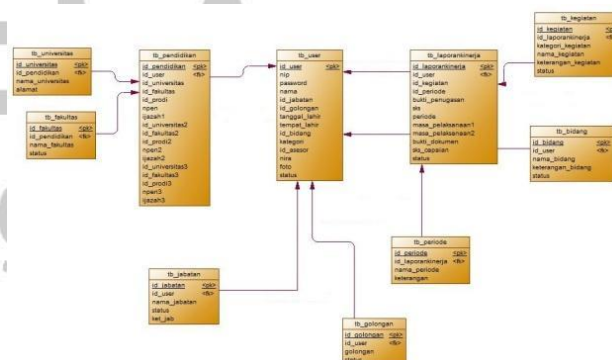 tb_universitas
id_universitas <pk>
id_pendidikan <fk>
nama_universitas
alamat
tb_fakultas
id_fakultas <pk>
id_pendidikan <fk>
nama_fakultas
status
tb_pendidikan
id_pendidikan <pk>
id_user <fk>
id_universitas
id_fakultas
id_prodi
npen
ijazah1
id_universitas2
id_fakultas2
id_prodi2
npen2
ijazah2
id_universitas3
id_fakultas3
id_prodi3
npen3
ijazah3
tb_user
id_user <pk>
nip
password
nama
id_jabatan
id_golongan
tanggal_lahir
tempat_lahir
id_bidang
kategori
id_asesor
nira
foto
status
tb_laporankinerja
id_laporankinerja <pk>
id_user <fk>
id_kegiatan
id_periode
bukti_penugasan
sks
periode
masa_pelaksanaan1
masa_pelaksanaan2
bukti_dokumen
sks_capaian
status
tb_kegiatan
id_kegiatan
id_laporankinerja
kategori_kegiatan
nama_kegiatan
keterangan_kegiatan
status
tb_bidang
id_bidang <pk>
id_user <fk>
nama_bidang
keterangan_bidang
status
tb_periode
id_periode <pk>
id_laporankinerja <fk>
nama_periode
keterangan
tb_jabatan
id_jabatan <pk>
id_user <fk>
nama_jabatan
status
ket_jab
tb_golongan
id_golongan <pk>
id_user <fk>
golongan
status